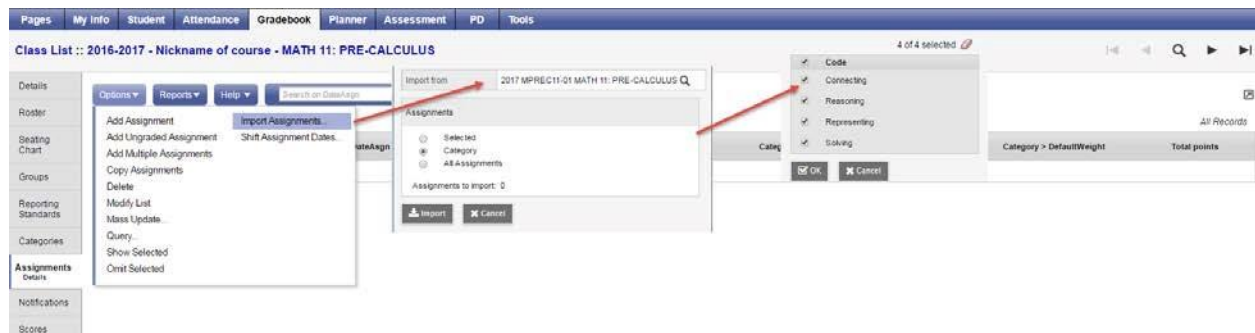 Pages My Info Student Attendance Gradebook Planner Assessment PD Tools
Class List :: 2016-2017 - Nickname of course - MATH 11: PRE-CALCULUS
4 of 4 selected
Details
Roster
Seating
Chart
Groups
Reporting
Standards
Categories
Assignments
Details
Notifications
Scores
Options Reports Help Search on DateAsgn
Add Assignment
Add Ungraded Assignment
Add Multiple Assignments
Copy Assignments
Delete
Modify List
Mass Update...
Query...
Show Selected
Omit Selected
Import Assignments...
Shift Assignment Dates...
DateAsgn
Import from 2017 MPREC11-01 MATH 11: PRE-CALCULUS
Assignments
Selected
Category
All Assignments
Assignments to import: 0
Import Cancel
Code
Connecting
Reasoning
Representing
Solving
OK Cancel
All Records
Category > DefaultWeight Total points